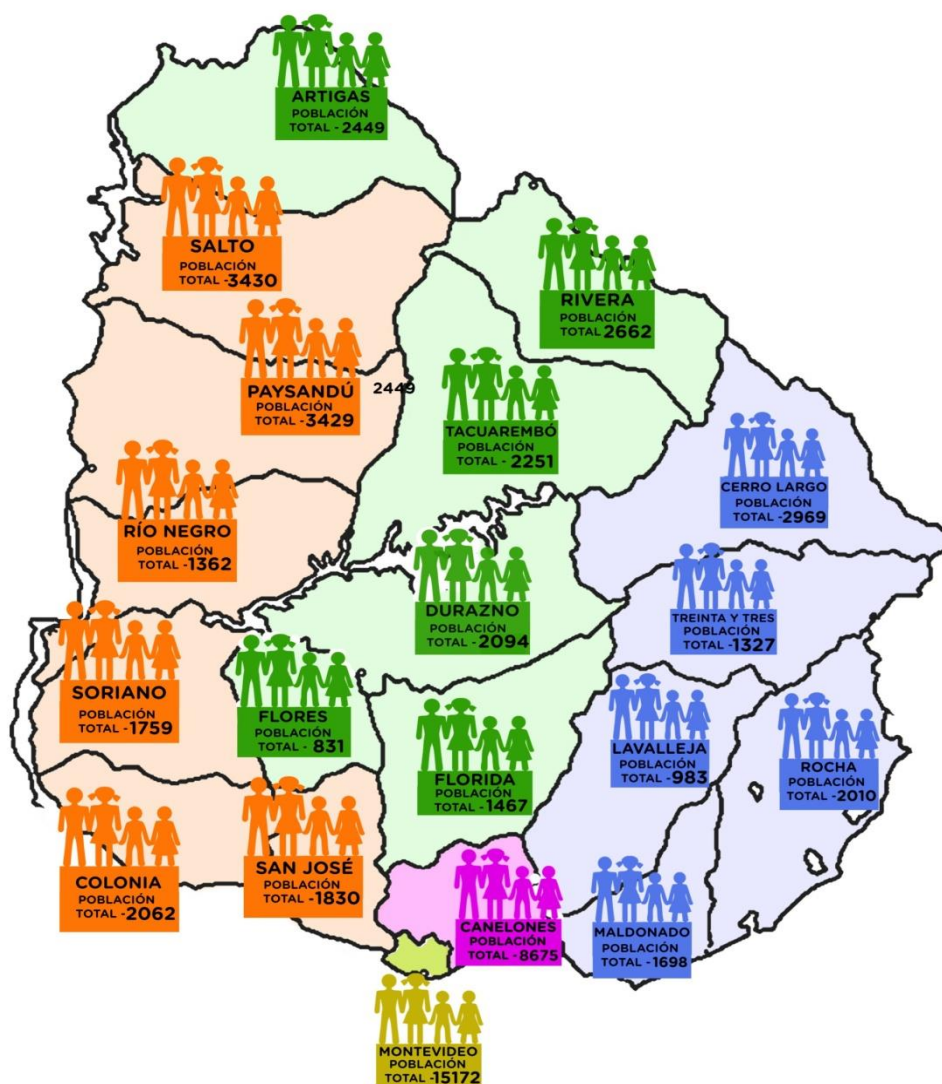 ARTIGAS
POBLACIÓN
TOTAL - 2449
SALTO
POBLACIÓN
TOTAL -3430
RIVERA
POBLACIÓN
TOTAL 2662
PAYSANDÚ
POBLACIÓN
TOTAL -3429
2449
TACUAREMBÓ
POBLACIÓN
TOTAL - 2251
CERRO LARGO
POBLACIÓN
TOTAL -2969
RÍO NEGRO
POBLACIÓN
TOTAL -1362
DURAZNO
POBLACIÓN
TOTAL -2094
TREINTA Y TRES
POBLACIÓN
TOTAL -1327
SORIANO
POBLACIÓN
TOTAL -1759
FLORES
POBLACIÓN
TOTAL - 831
FLORIDA
POBLACIÓN
TOTAL -1467
LAVALLEJA
POBLACIÓN
TOTAL -983
ROCHA
POBLACIÓN
TOTAL -2010
COLONIA
POBLACIÓN
TOTAL -2062
SAN JOSÉ
POBLACIÓN
TOTAL -1830
CANELONES
POBLACIÓN
TOTAL -8675
MALDONADO
POBLACIÓN
TOTAL -1698
MONTEVIDEO
POBLACIÓN
TOTAL -15172